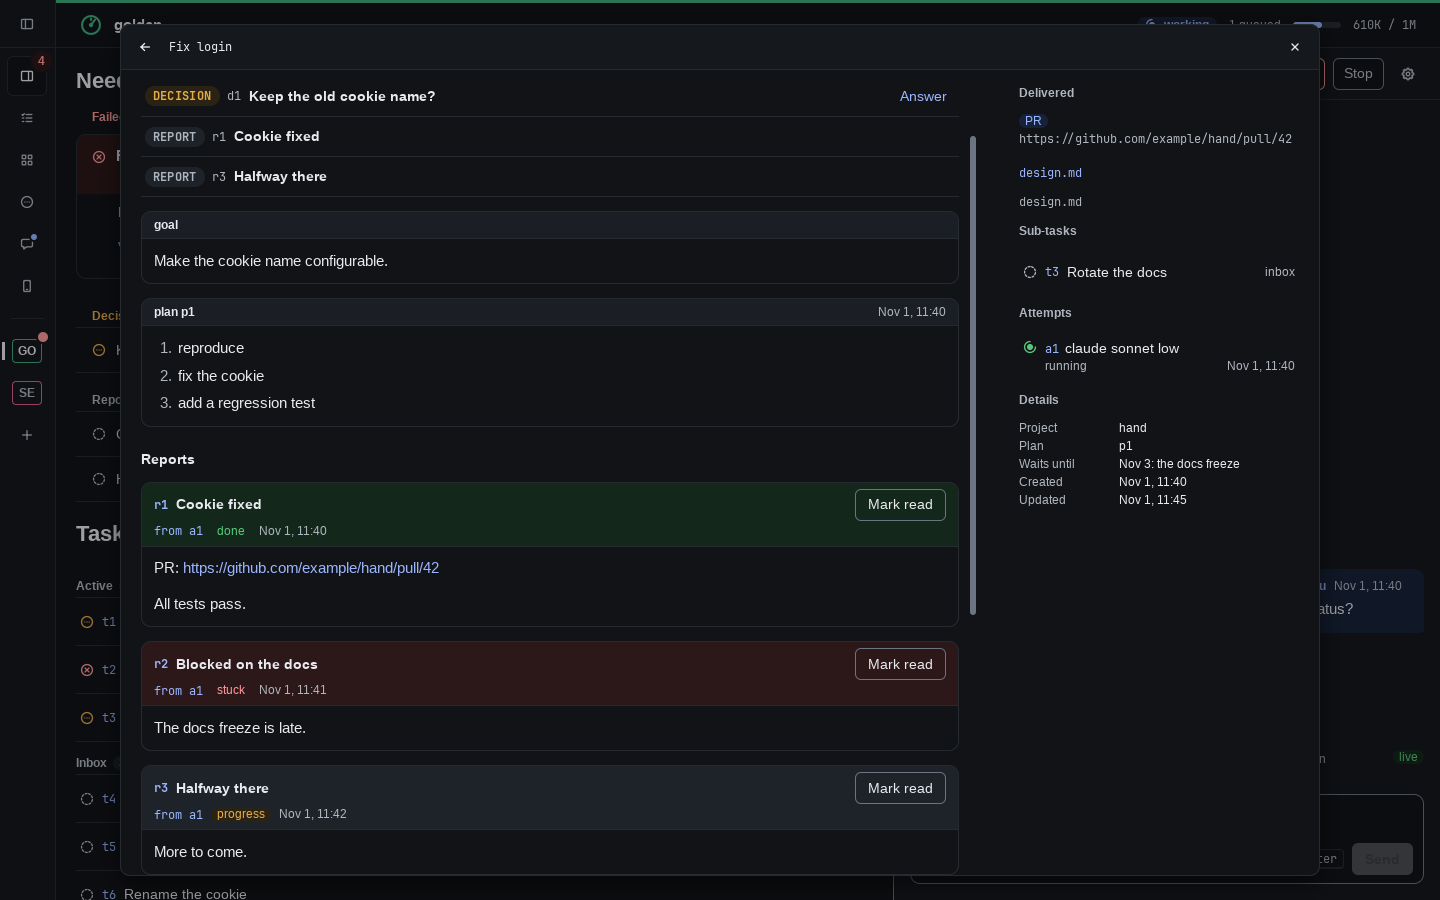 golden
working
1 queued
610K / 1M
4
Fix login
Stop
DECISION d1 Keep the old cookie name?
Answer
REPORT r1 Cookie fixed
REPORT r3 Halfway there
goal
Make the cookie name configurable.
plan p1
Nov 1, 11:40
1. reproduce
2. fix the cookie
3. add a regression test
Reports
r1 Cookie fixed
Mark read
from a1 done Nov 1, 11:40
PR: https://github.com/example/hand/pull/42
All tests pass.
r2 Blocked on the docs
Mark read
from a1 stuck Nov 1, 11:41
The docs freeze is late.
r3 Halfway there
Mark read
from a1 progress Nov 1, 11:42
More to come.
Delivered
PR
https://github.com/example/hand/pull/42
design.md
design.md
Sub-tasks
t3 Rotate the docs
inbox
Attempts
a1 claude sonnet low
running
Nov 1, 11:40
Details
Project hand
Plan p1
Waits until Nov 3: the docs freeze
Created Nov 1, 11:40
Updated Nov 1, 11:45
GO
SE
Active
t1
t2
t3
Inbox
t4
t5
t6 Rename the cookie
Nov 1, 11:40
live
Send